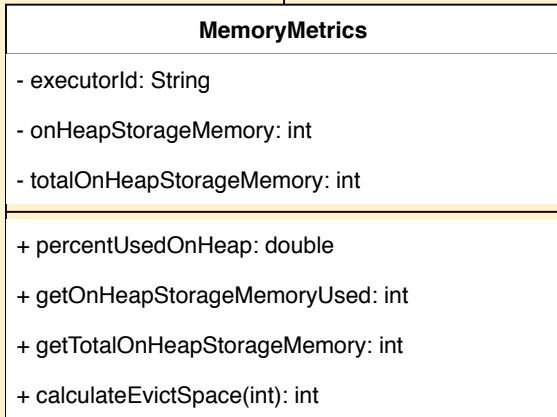 MemoryMetrics
- executorId: String
- onHeapStorageMemory: int
- totalOnHeapStorageMemory: int
+ percentUsedOnHeap: double
+ getOnHeapStorageMemoryUsed: int
+ getTotalOnHeapStorageMemory: int
+ calculateEvictSpace(int): int